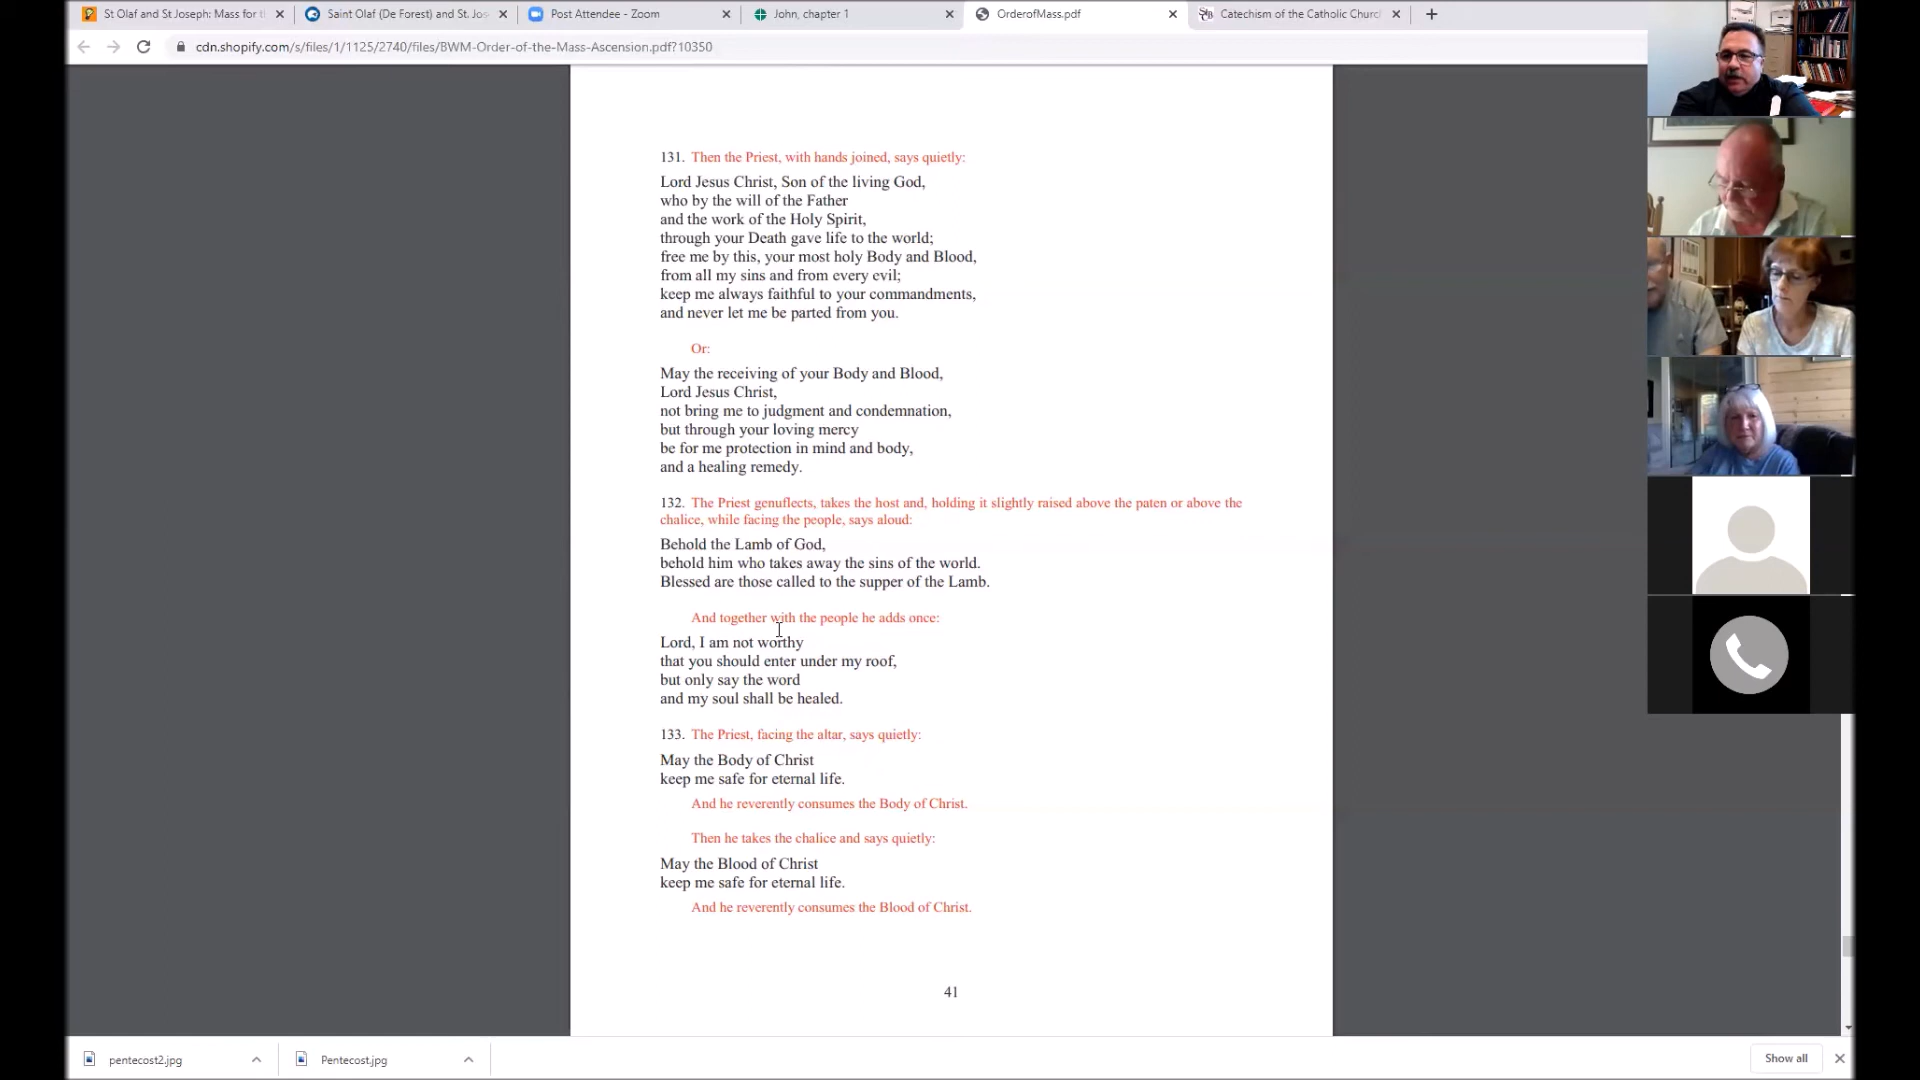 St Olaf and St Joseph: Mass for t
Saint Olaf (De Forest) and St. Jos
Post Attendee - Zoom
John, chapter 1
OrderofMass.pdf
Catechism of the Catholic Churc
cdn.shopify.com/s/files/1/1125/2740/files/BWM-Order-of-the-Mass-Ascension.pdf?10350
131. Then the Priest, with hands joined, says quietly:
Lord Jesus Christ, Son of the living God,
who by the will of the Father
and the work of the Holy Spirit,
through your Death gave life to the world;
free me by this, your most holy Body and Blood,
from all my sins and from every evil;
keep me always faithful to your commandments,
and never let me be parted from you.
Or:
May the receiving of your Body and Blood,
Lord Jesus Christ,
not bring me to judgment and condemnation,
but through your loving mercy
be for me protection in mind and body,
and a healing remedy.
132. The Priest genuflects, takes the host and, holding it slightly raised above the paten or above the
chalice, while facing the people, says aloud:
Behold the Lamb of God,
behold him who takes away the sins of the world.
Blessed are those called to the supper of the Lamb.
And together with the people he adds once:
Lord, I am not worthy
that you should enter under my roof,
but only say the word
and my soul shall be healed.
133. The Priest, facing the altar, says quietly:
May the Body of Christ
keep me safe for eternal life.
And he reverently consumes the Body of Christ.
Then he takes the chalice and says quietly:
May the Blood of Christ
keep me safe for eternal life.
And he reverently consumes the Blood of Christ.
41
pentecost2.jpg
Pentecost.jpg
Show all